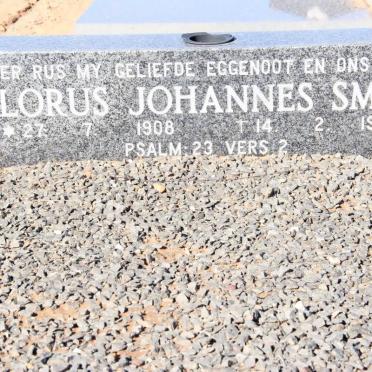 ER RUS MY GELIEFDE EGGENOOT EN ONS
LORUS JOHANNES SM
* 27 7 1908 † 14 2 1
PSALM 23 VERS 2